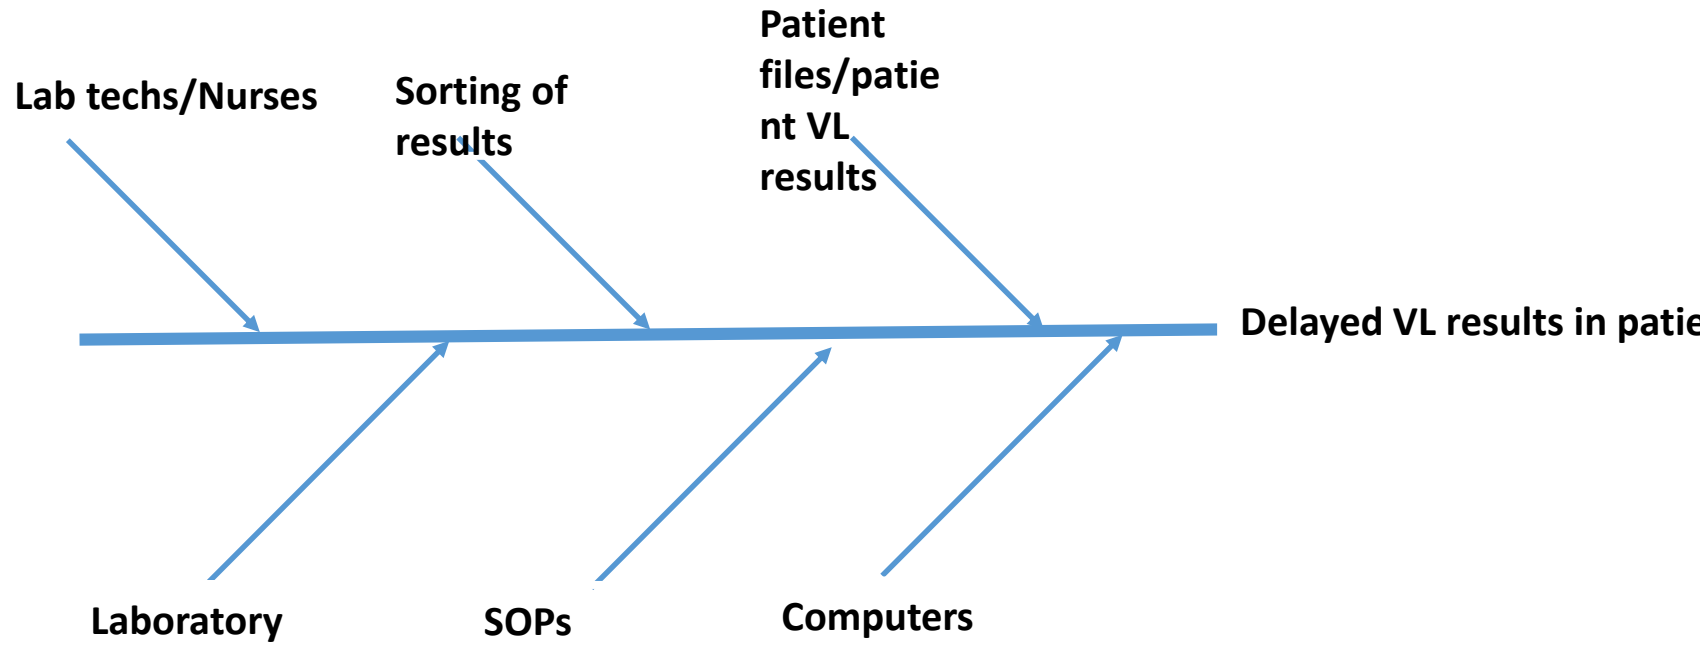 Patient
files/patie
nt VL
results
Lab techs/Nurses
Sorting of
results
Delayed VL results in patie
Laboratory
SOPs
Computers